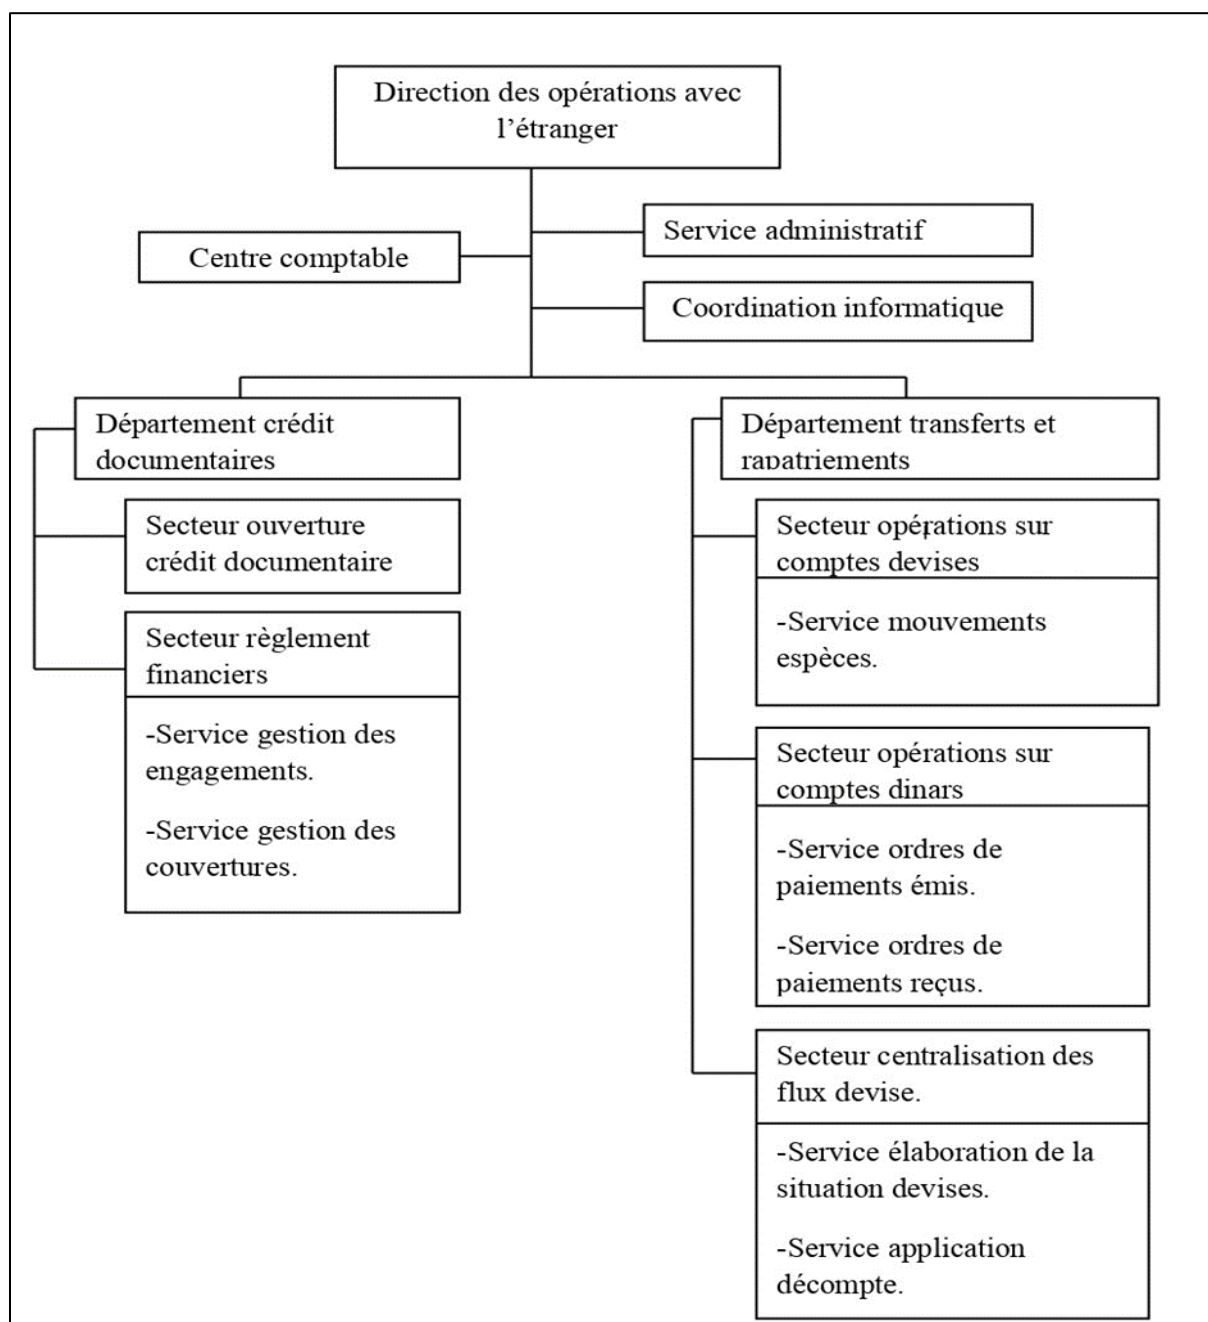 Direction des opérations avec
l'étranger
Service administratif
Centre comptable
Coordination informatique
Département crédit
documentaires
Secteur ouverture
crédit documentaire
Secteur règlement
financiers
-Service gestion des
engagements.
-Service gestion des
couvertures.
Département transferts et
rapatriements
Secteur opérations sur
comptes devises
-Service mouvements
espèces.
Secteur opérations sur
comptes dinars
-Service ordres de
paiements émis.
-Service ordres de
paiements reçus.
Secteur centralisation des
flux devise.
-Service élaboration de la
situation devises.
-Service application
décompte.